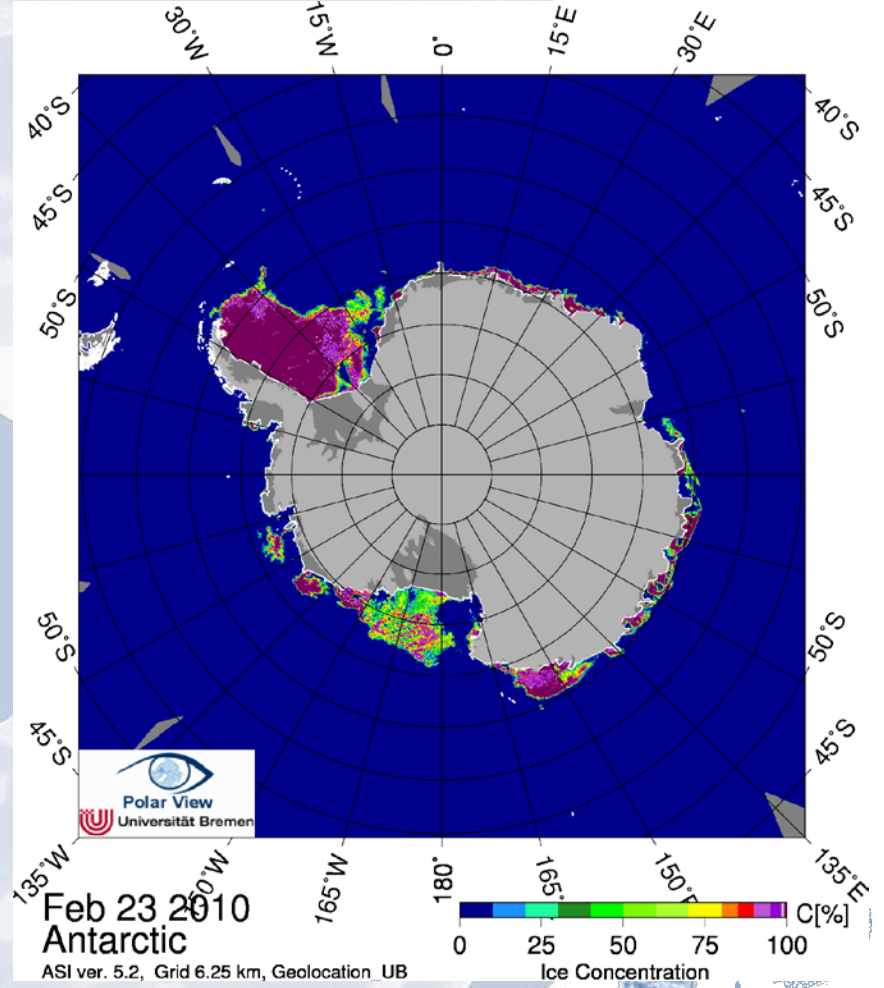 30°W 15°W 0° 15°E 30°E
40°S 40°S
45°S 45°S
50°S 50°S
50°S 50°S
45°S 45°S
Polar View
Universität Bremen
135°W 150°W 165°W 180° 165° 150°E 135°E
Feb 23 2010
Antarctic
ASI ver. 5.2, Grid 6.25 km, Geolocation_UB
C[%]
0 25 50 75 100
Ice Concentration